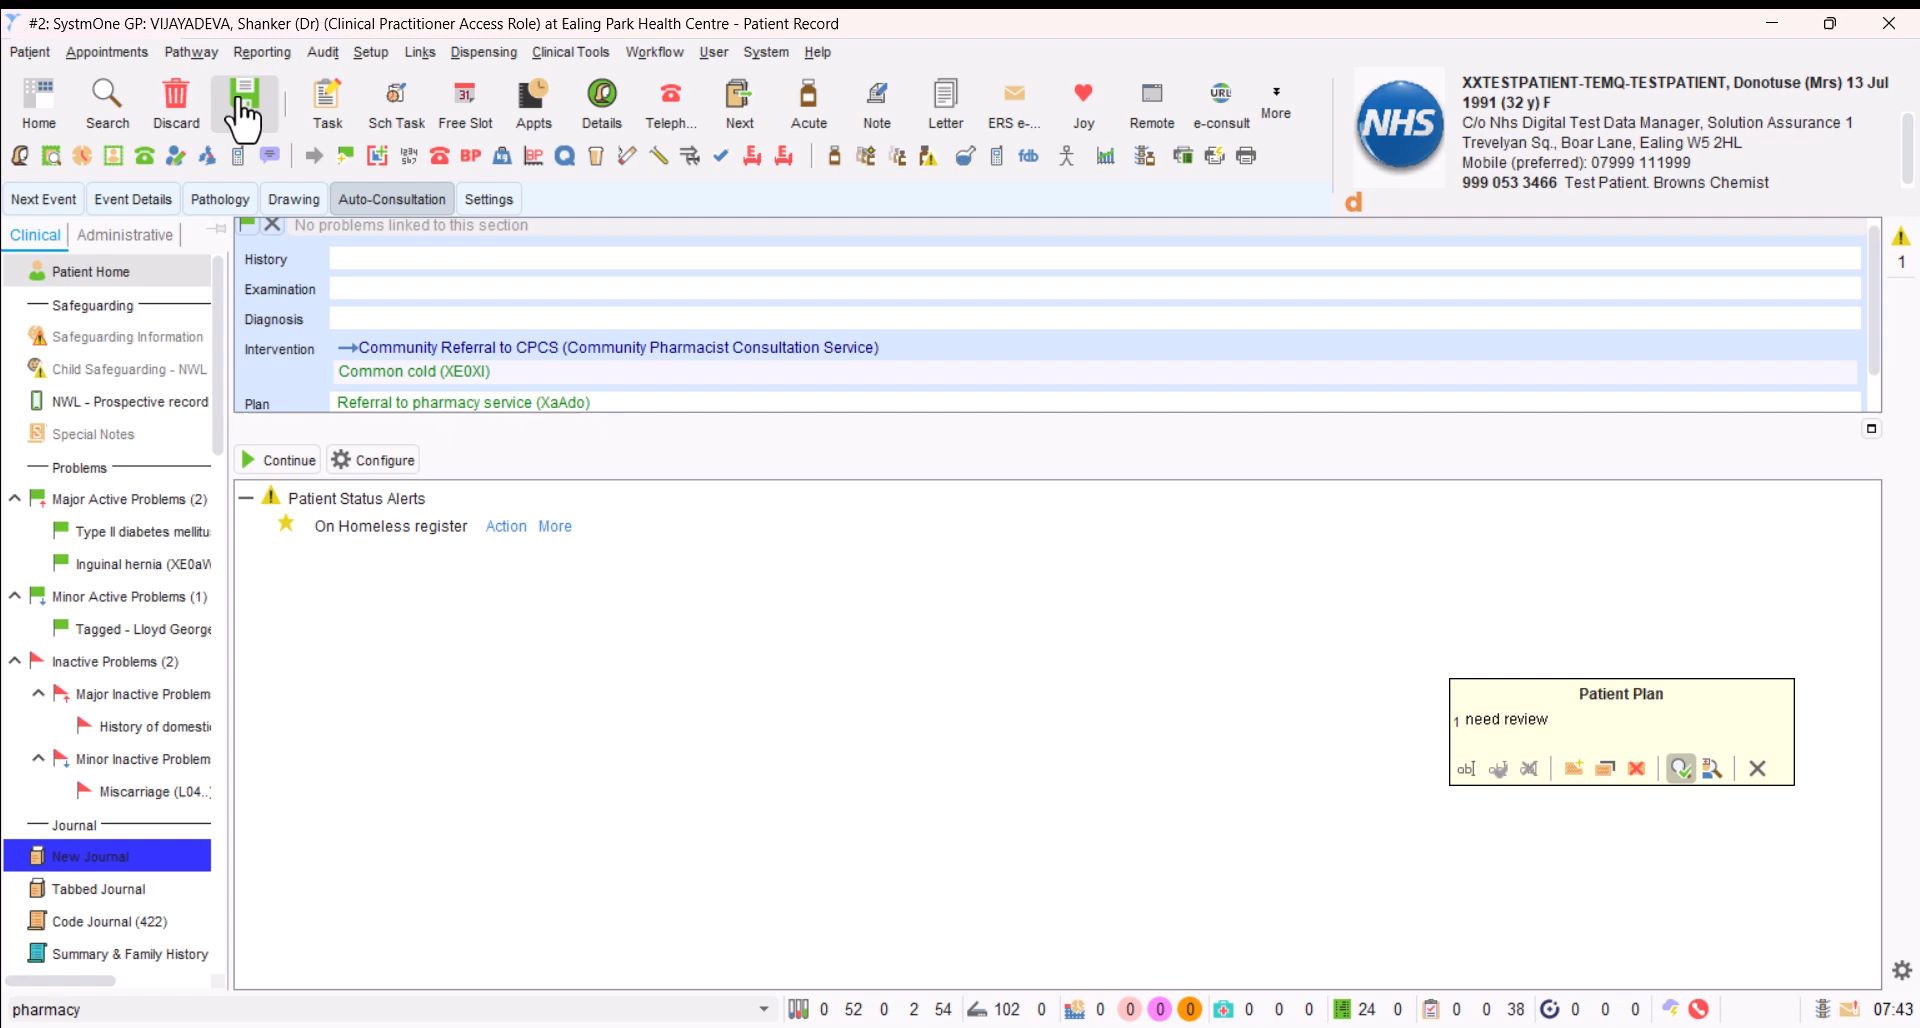 #2: SystmOne GP: VIJAYADEVA, Shanker (Dr) (Clinical Practitioner Access Role) at Ealing Park Health Centre - Patient Record
Patient Appointments Pathway Reporting Audit Setup Links Dispensing Clinical Tools Workflow User System Help
Home Search Discard Task Sch Task Free Slot Appts Details Teleph... Next Acute Note Letter ERS e-... Joy Remote e-consult More
NHS
XXTESTPATIENT-TEMQ-TESTPATIENT, Donotuse (Mrs) 13 Jul
1991 (32 y) F
C/o Nhs Digital Test Data Manager, Solution Assurance 1
Trevelyan Sq., Boar Lane, Ealing W5 2HL
Mobile (preferred): 07999 111999
999 053 3466 Test Patient. Browns Chemist
d
Next Event Event Details Pathology Drawing Auto-Consultation Settings
Clinical Administrative
Patient Home
Safeguarding
Safeguarding Information
Child Safeguarding - NWL
NWL - Prospective record
Special Notes
Problems
Major Active Problems (2)
Type II diabetes mellitu
Inguinal hernia (XE0aW
Minor Active Problems (1)
Tagged - Lloyd George
Inactive Problems (2)
Major Inactive Problem
History of domesti
Minor Inactive Problem
Miscarriage (L04..)
Journal
New Journal
Tabbed Journal
Code Journal (422)
Summary & Family History
No problems linked to this section
History
Examination
Diagnosis
Intervention Community Referral to CPCS (Community Pharmacist Consultation Service)
Common cold (XE0XI)
Plan Referral to pharmacy service (XaAdo)
1
Continue Configure
Patient Status Alerts
On Homeless register Action More
Patient Plan
1 need review
pharmacy 0 52 0 2 54 102 0 0 0 0 0 0 0 0 24 0 0 0 38 0 0 0 07:43